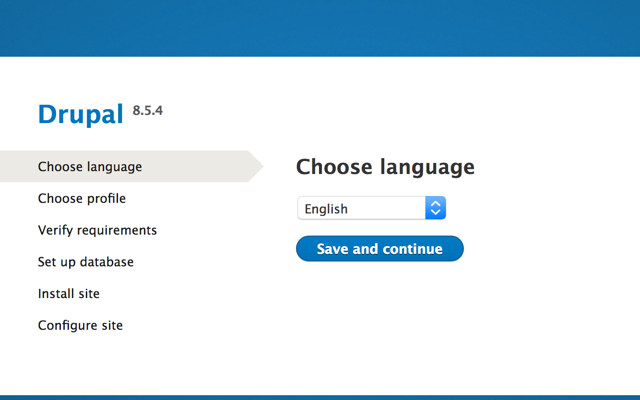 Drupal 8.5.4
Choose language
Choose profile
Verify requirements
Set up database
Install site
Configure site
Choose language
English
Save and continue